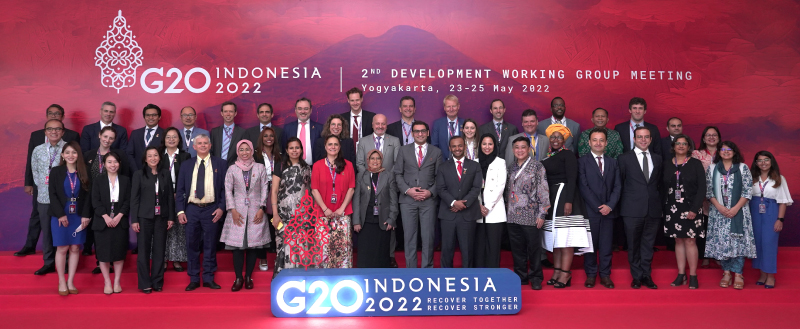 G20 INDONESIA
2022
2ND DEVELOPMENT WORKING GROUP MEETING
Yogyakarta, 23-25 May 2022
G20 INDONESIA
2022 RECOVER TOGETHER
RECOVER STRONGER